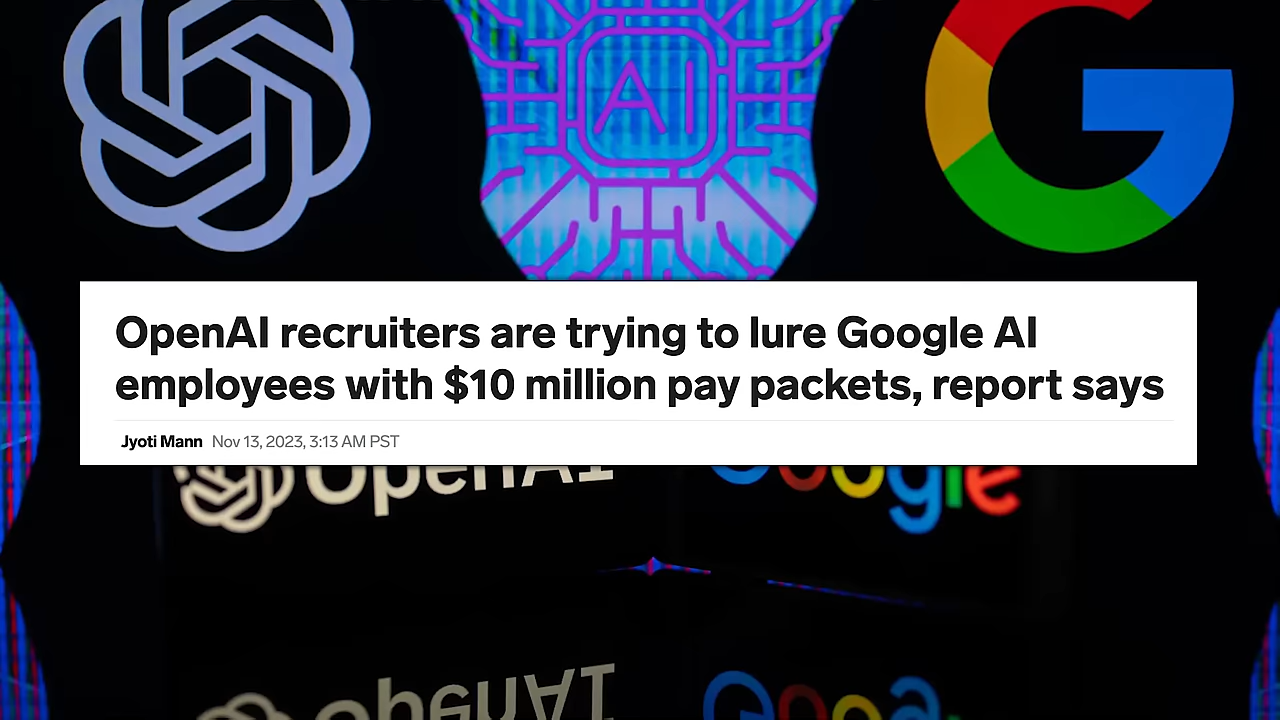 AI
OpenAI recruiters are trying to lure Google AI
employees with $10 million pay packets, report says
Jyoti Mann Nov 13, 2023, 3:13 AM PST
OpenAI
Google
OpenAI